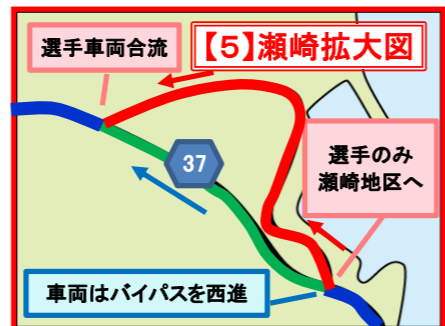 【5】瀬崎拡大図
選手車両合流
37
選手のみ
瀬崎地区へ
車両はバイパスを西進